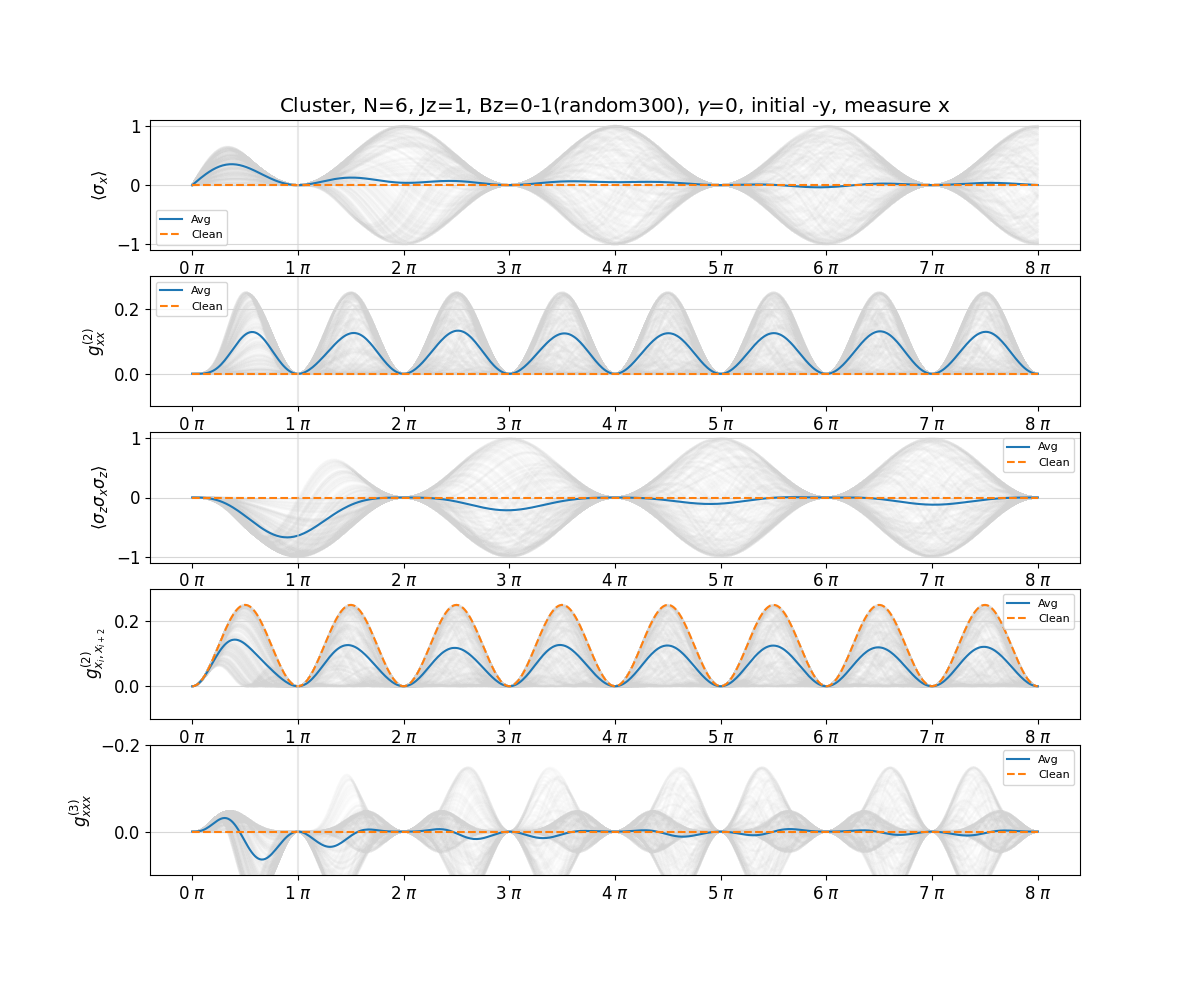 Cluster, N=6, Jz=1, Bz=0-1(random300), γ=0, initial -y, measure x
1
0
−1
⟨σx⟩
Avg
Clean
0 π 1 π 2 π 3 π 4 π 5 π 6 π 7 π 8 π
0.2
0.0
g(2)xx
Avg
Clean
0 π 1 π 2 π 3 π 4 π 5 π 6 π 7 π 8 π
1
0
−1
⟨σzσxσz⟩
Avg
Clean
0 π 1 π 2 π 3 π 4 π 5 π 6 π 7 π 8 π
0.2
0.0
g(2)xi,xi+2
Avg
Clean
0 π 1 π 2 π 3 π 4 π 5 π 6 π 7 π 8 π
−0.2
0.0
g(3)xxx
Avg
Clean
0 π 1 π 2 π 3 π 4 π 5 π 6 π 7 π 8 π